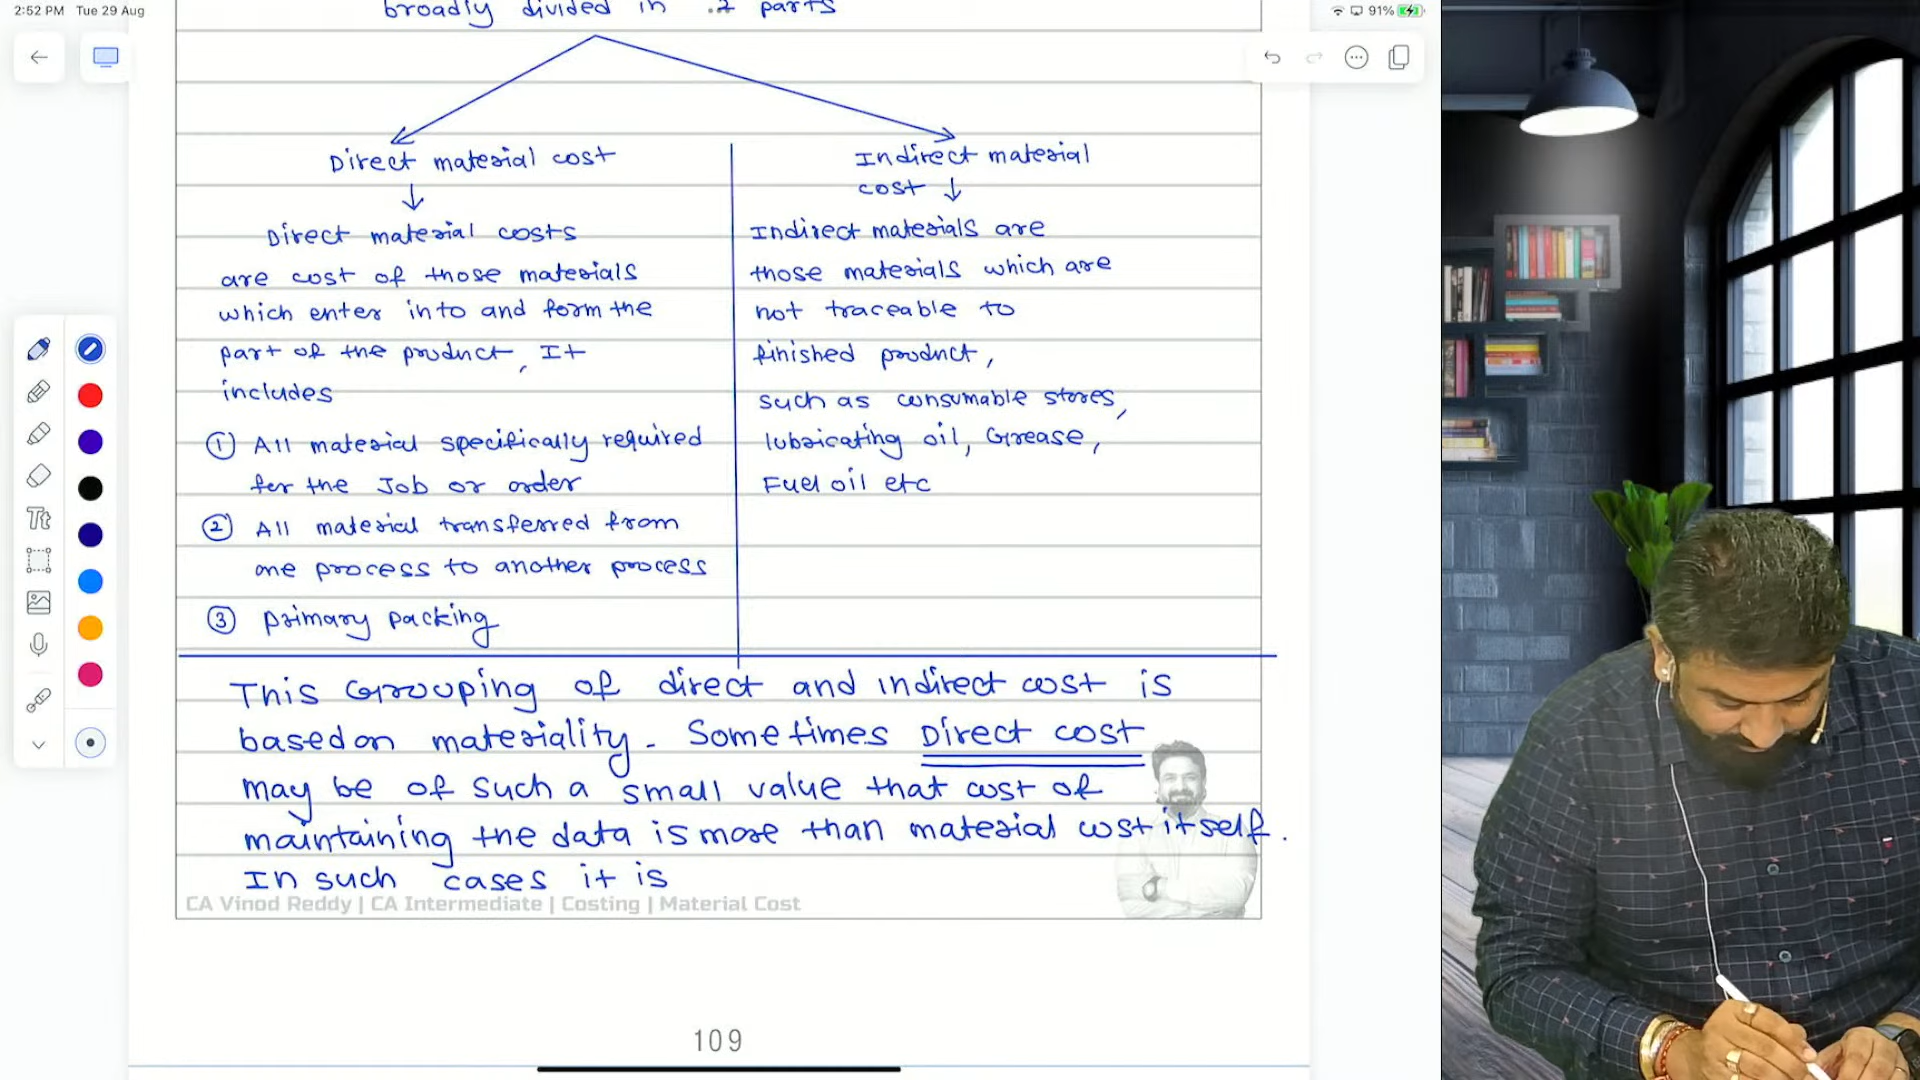 2:52 PM Tue 29 Aug
91%
broadly divided in 2 parts
Direct material cost
Direct material costs
are cost of those materials
which enter into and form the
part of the product, It
includes
① All material specifically required
for the Job or order
② All material transferred from
one process to another process
③ primary packing
Indirect material
cost
Indirect materials are
those materials which are
not traceable to
finished product,
such as consumable stores,
lubricating oil, Grease,
Fuel oil etc
This Grouping of direct and indirect cost is
based on materiality. Sometimes Direct cost
may be of such a small value that cost of
maintaining the data is more than material cost itself.
In such cases it is
CA Vinod Reddy | CA Intermediate | Costing | Material Cost
109
Tt